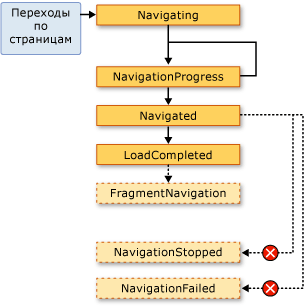 Переходы
по
страницам
Navigating
NavigationProgress
Navigated
LoadCompleted
FragmentNavigation
NavigationStopped
NavigationFailed